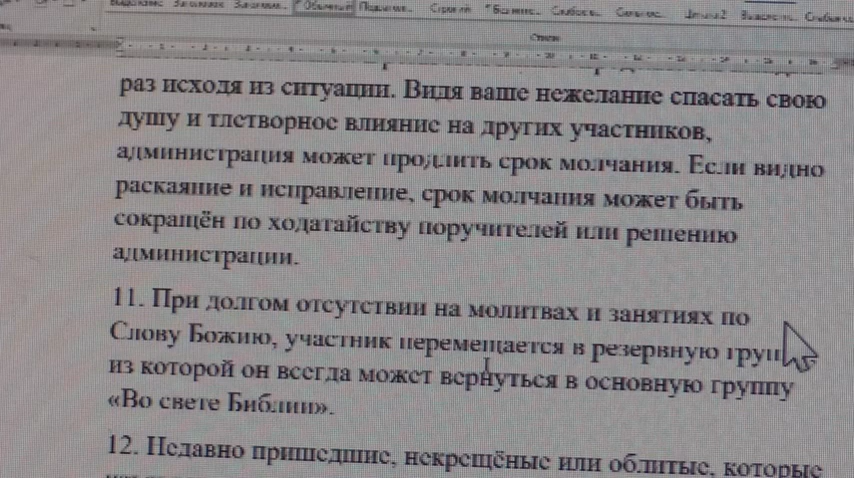 раз исходя из ситуации. Видя ваше нежелание спасать свою
душу и тлетворное влияние на других участников,
администрация может продлить срок молчания. Если видно
раскаяние и исправление, срок молчания может быть
сокращён по ходатайству поручителей или решению
администрации.
11. При долгом отсутствии на молитвах и занятиях по
Слову Божию, участник перемещается в резервную
из которой он всегда может вернуться в основную группу
«Во свете Библии».
12. Недавно пришедшие, некрещёные или облитые, которые